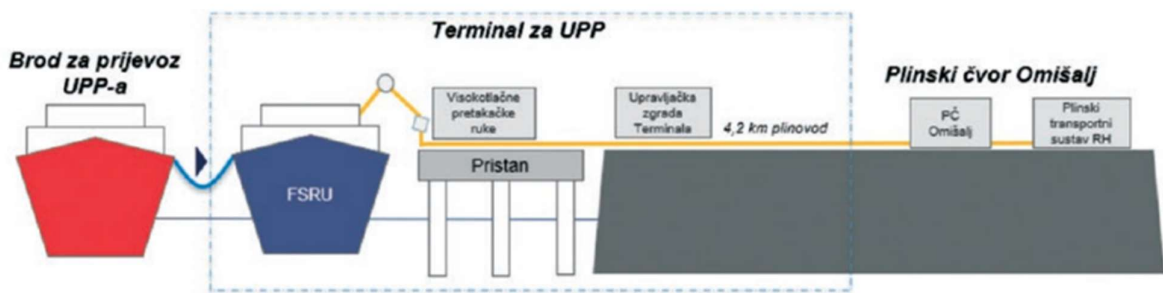 Terminal za UPP
Brod za prijevoz
UPP-a
Plinski čvor Omišalj
Visokotlačne
pretakačke
ruke
Upravljačka
zgrada
Terminala
4,2 km plinovod
PČ
Omišalj
Plinski
transportni
sustav RH
Pristan
FSRU